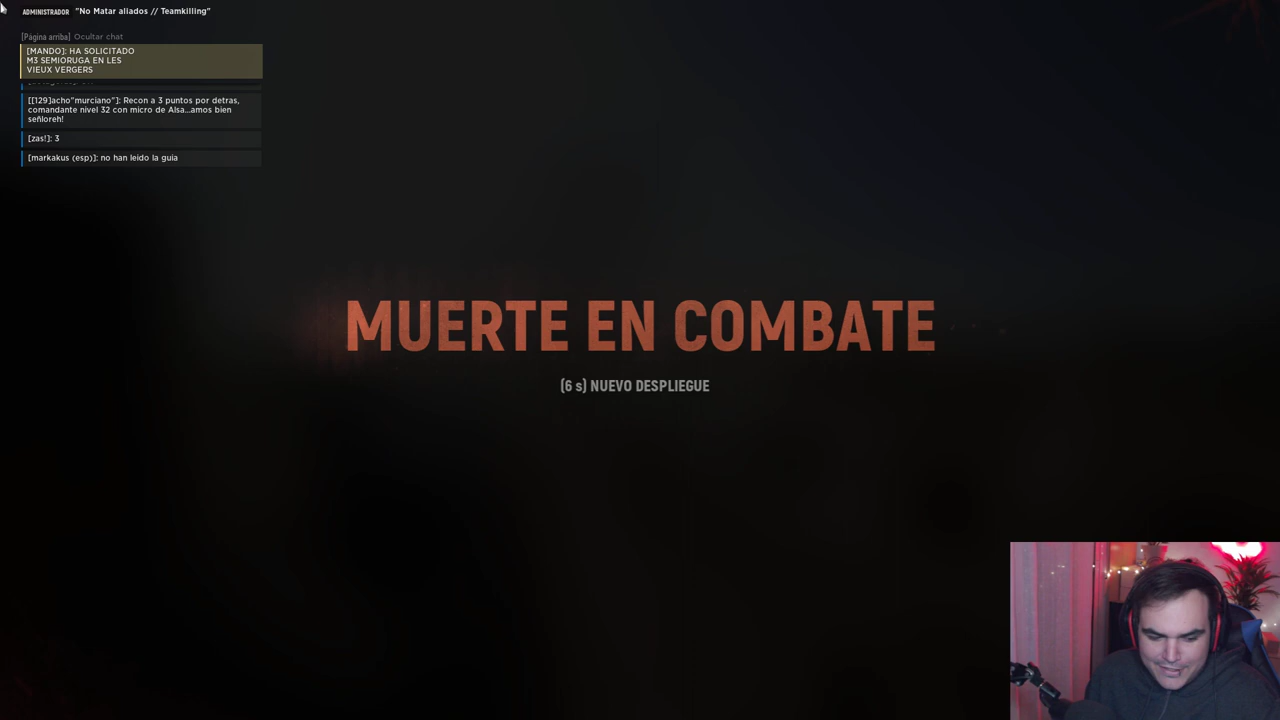 ADMINISTRADOR "No Matar aliados // Teamkilling"
[Página arriba] Ocultar chat
[MANDO]: HA SOLICITADO
M3 SEMIORUGA EN LES
VIEUX VERGERS
[[129]acho"murciano"]: Recon a 3 puntos por detras,
comandante nivel 32 con micro de Alsa...amos bien
señloreh!
[zas!]: 3
[markakus (esp)]: no han leido la guia
MUERTE EN COMBATE
(6 s) NUEVO DESPLIEGUE